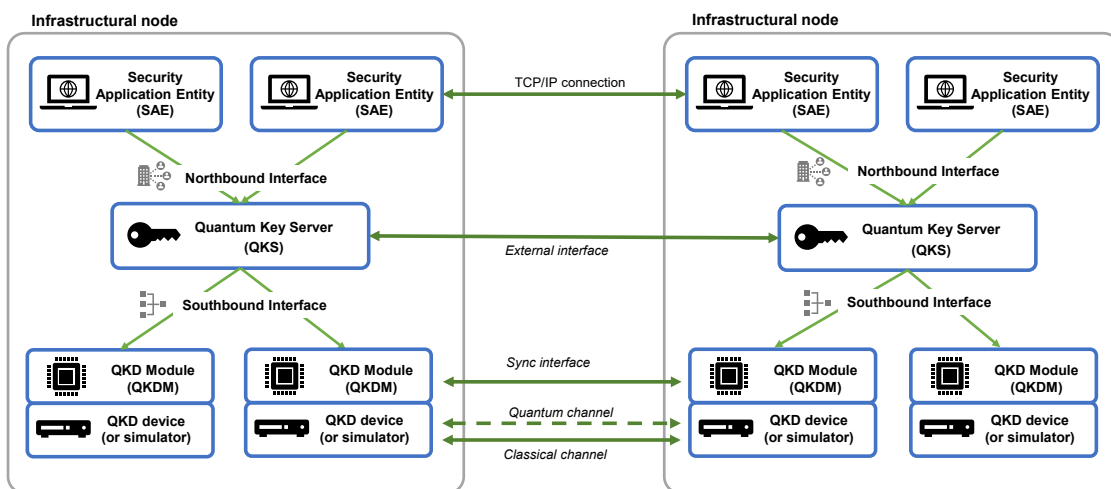 Infrastructural node
Infrastructural node
Security
Application Entity
(SAE)
Security
Application Entity
(SAE)
TCP/IP connection
Security
Application Entity
(SAE)
Security
Application Entity
(SAE)
Northbound Interface
Northbound Interface
Quantum Key Server
(QKS)
External interface
Quantum Key Server
(QKS)
Southbound Interface
Southbound Interface
QKD Module
(QKDM)
QKD Module
(QKDM)
Sync interface
QKD Module
(QKDM)
QKD Module
(QKDM)
QKD device
(or simulator)
QKD device
(or simulator)
Quantum channel
Classical channel
QKD device
(or simulator)
QKD device
(or simulator)